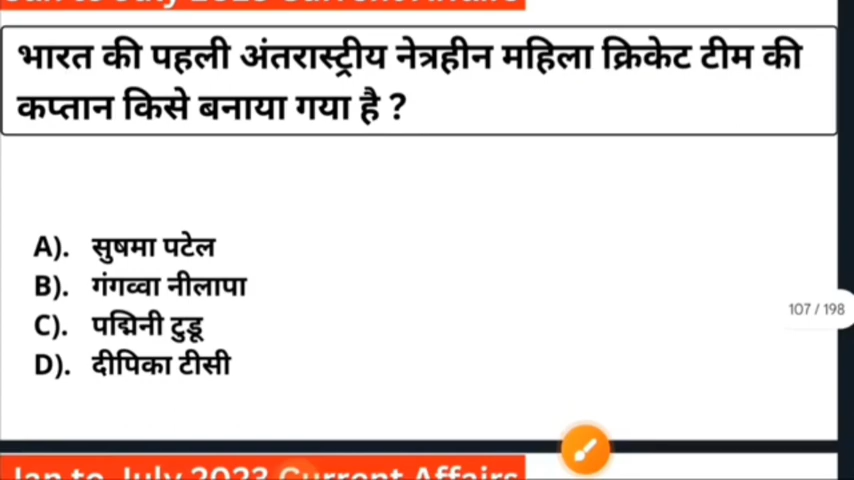 भारत की पहली अंतरास्ट्रीय नेत्रहीन महिला क्रिकेट टीम की
कप्तान किसे बनाया गया है ?
A). सुषमा पटेल
B). गंगव्वा नीलापा
C). पद्मिनी टुडू
D). दीपिका टीसी
107 / 198
Jan to July 2023 Current Affairs